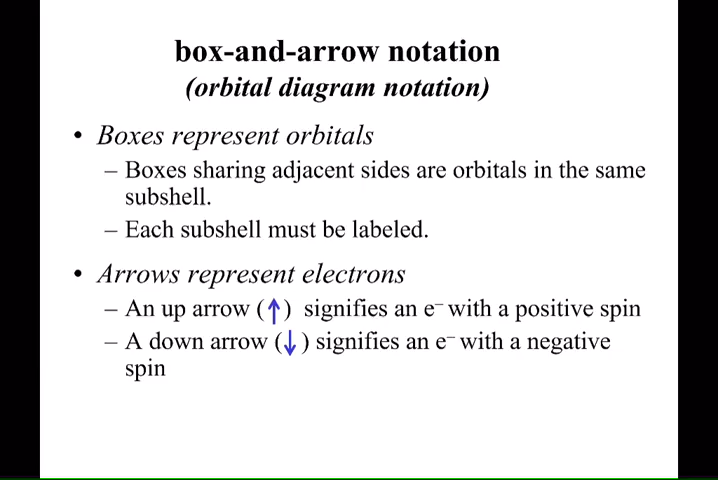 box-and-arrow notation
(orbital diagram notation)
• Boxes represent orbitals
– Boxes sharing adjacent sides are orbitals in the same
subshell.
– Each subshell must be labeled.
• Arrows represent electrons
– An up arrow (↑) signifies an e⁻ with a positive spin
– A down arrow (↓) signifies an e⁻ with a negative
spin